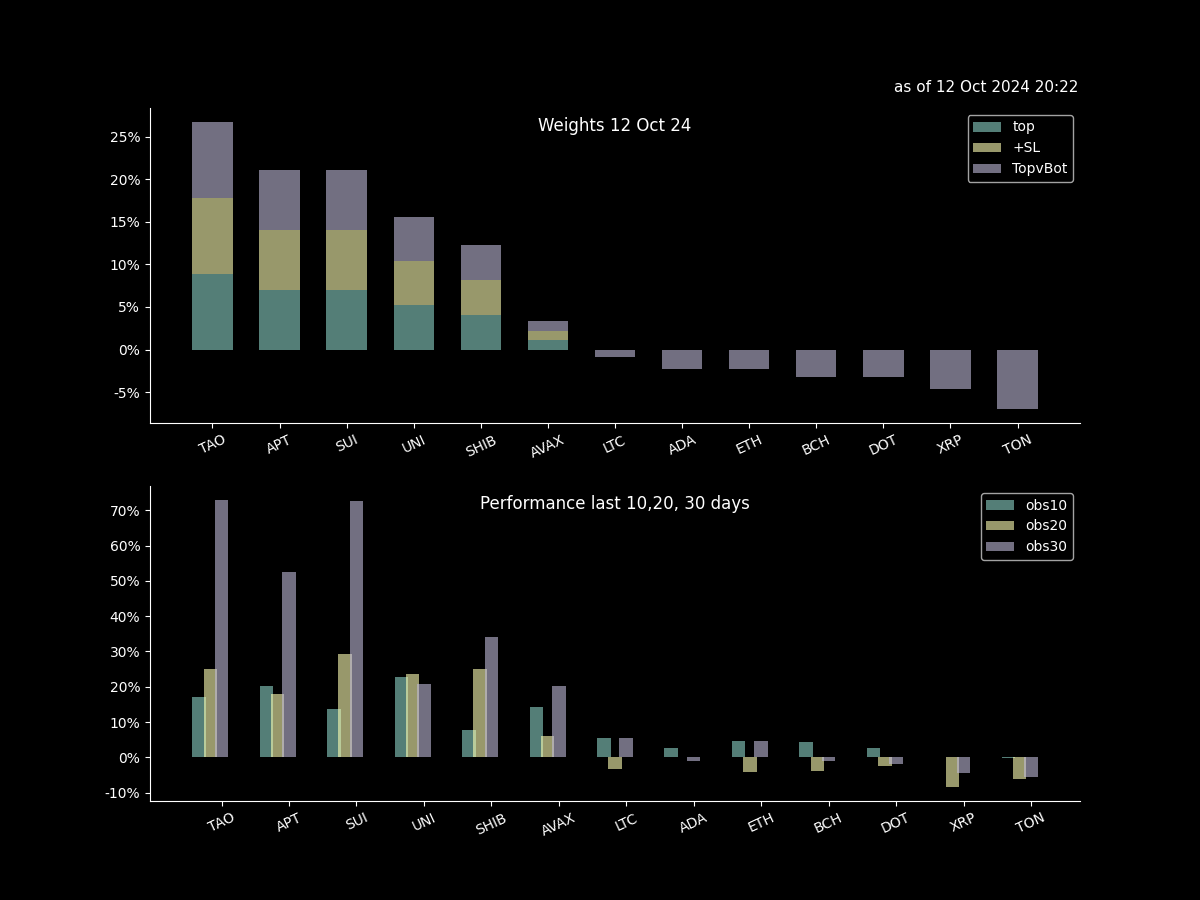 as of 12 Oct 2024 20:22
Weights 12 Oct 24
top
+SL
TopvBot
25%
20%
15%
10%
5%
0%
-5%
TAO APT SUI UNI SHIB AVAX LTC ADA ETH BCH DOT XRP TON
Performance last 10,20, 30 days
obs10
obs20
obs30
70%
60%
50%
40%
30%
20%
10%
0%
-10%
TAO APT SUI UNI SHIB AVAX LTC ADA ETH BCH DOT XRP TON